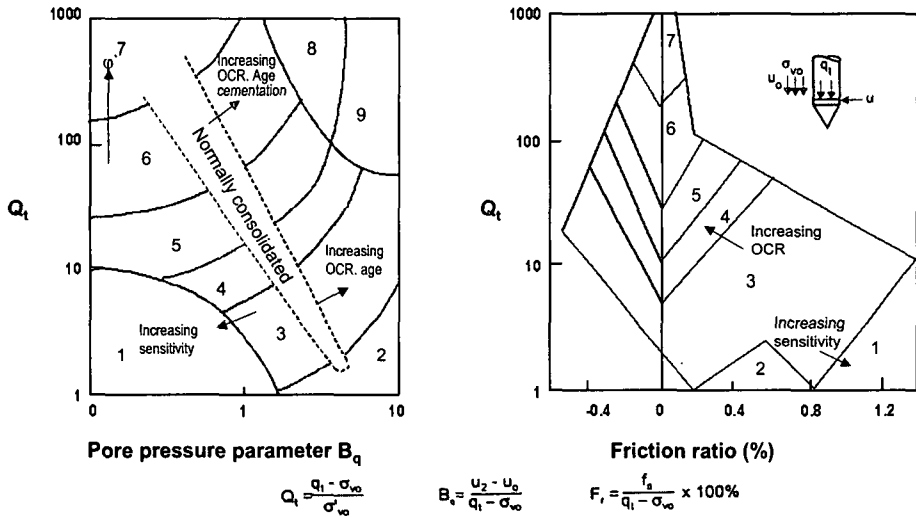 1000
φ' 7
8
Increasing
OCR. Age
cementation
9
100
6
Normally consolidated
Qt
5
Increasing
OCR. age
10
4
Increasing
sensitivity
3
1
2
1
0
1
10
Pore pressure parameter Bq
1000
7
σvo
qt
uo
u
100
6
Qt
5
4
Increasing
OCR
10
3
Increasing
sensitivity
1
2
1
-0.4
0
0.4
0.8
1.2
Friction ratio (%)
Qt = (qt - σvo) / σ'vo
Bq = (u2 - uo) / (qt - σvo)
Fr = fs / (qt - σvo) x 100%